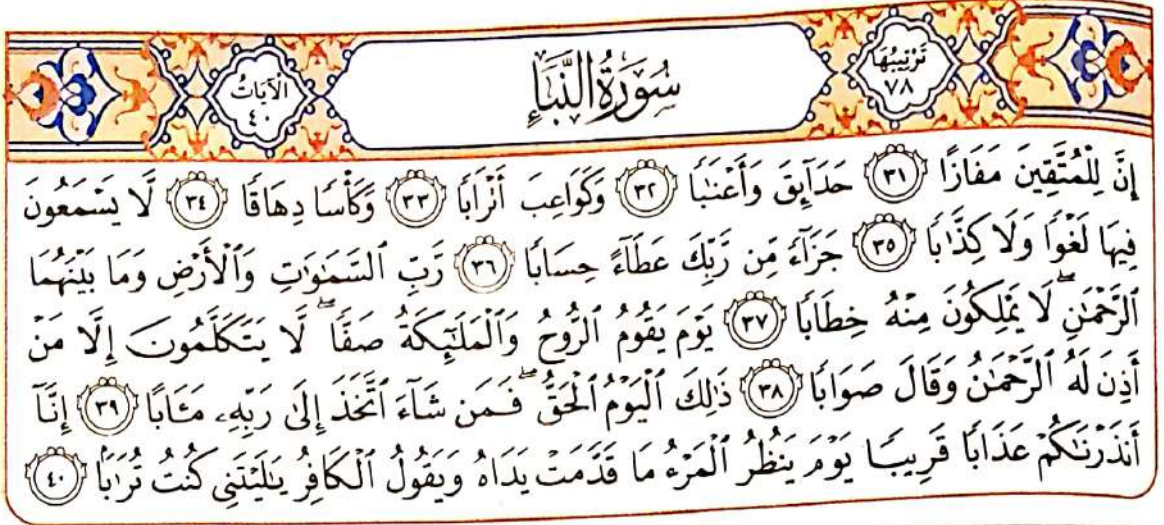 تَرْتِيبُهَا
٧٨
سُورَةُ النَّبَإِ
الْآيَاتُ
٤٠
إِنَّ لِلْمُتَّقِينَ مَفَازًا ٣١ حَدَآئِقَ وَأَعْنَٰبًا ٣٢ وَكَوَاعِبَ أَتْرَابًا ٣٣ وَكَأْسًا دِهَاقًا ٣٤ لَّا يَسْمَعُونَ
فِيهَا لَغْوًا وَلَا كِذَّٰبًا ٣٥ جَزَآءً مِّن رَّبِّكَ عَطَآءً حِسَابًا ٣٦ رَّبِّ ٱلسَّمَٰوَٰتِ وَٱلْأَرْضِ وَمَا بَيْنَهُمَا
ٱلرَّحْمَٰنِ ۖ لَا يَمْلِكُونَ مِنْهُ خِطَابًا ٣٧ يَوْمَ يَقُومُ ٱلرُّوحُ وَٱلْمَلَٰٓئِكَةُ صَفًّا ۖ لَّا يَتَكَلَّمُونَ إِلَّا مَنْ
أَذِنَ لَهُ ٱلرَّحْمَٰنُ وَقَالَ صَوَابًا ٣٨ ذَٰلِكَ ٱلْيَوْمُ ٱلْحَقُّ ۖ فَمَن شَآءَ ٱتَّخَذَ إِلَىٰ رَبِّهِۦ مَـَٔابًا ٣٩ إِنَّآ
أَنذَرْنَٰكُمْ عَذَابًا قَرِيبًا يَوْمَ يَنظُرُ ٱلْمَرْءُ مَا قَدَّمَتْ يَدَاهُ وَيَقُولُ ٱلْكَافِرُ يَٰلَيْتَنِى كُنتُ تُرَٰبًۢا ٤٠